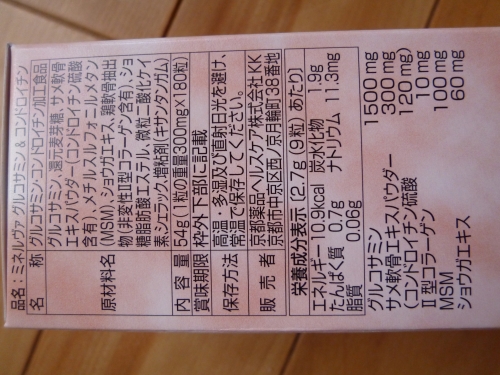 品名:ミネルヴァ グルコサミン & コンドロイチン
名 称 グルコサミン・コンドロイチン加工食品
原材料名 グルコサミン、還元麦芽糖、サメ軟骨
エキスパウダー(コンドロイチン硫酸
含有)、メチルスルフォニルメタン
(MSM)、ショウガエキス、鶏軟骨抽出
物(非変性Ⅱ型コラーゲン含有)、ショ
糖脂肪酸エステル、微粒二酸化ケイ
素、シェラック、増粘剤(キサンタンガム)
内 容 量 54g(1粒の重量300mg×180粒)
賞味期限 枠外下部に記載
保存方法 高温・多湿及び直射日光を避け、
常温で保存してください。
販 売 者 京都薬品ヘルスケア株式会社KK
京都市中京区西ノ京月輪町38番地
栄養成分表示(2.7g(9粒)あたり)
エネルギー 10.9kcal 炭水化物 1.9g
たんぱく質 0.7g ナトリウム 11.3mg
脂質 0.06g
グルコサミン 1500 mg
サメ軟骨エキスパウダー 300 mg
(コンドロイチン硫酸 120 mg)
Ⅱ型コラーゲン 10 mg
MSM 100 mg
ショウガエキス 60 mg